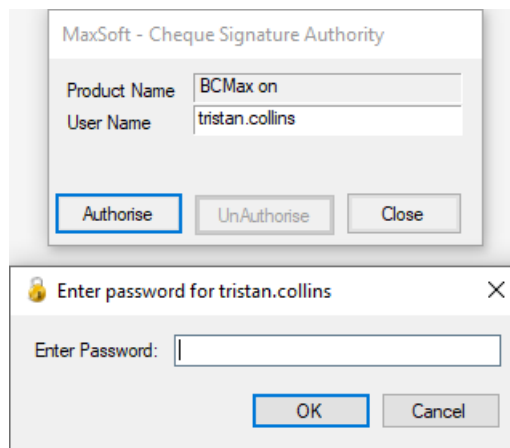 MaxSoft - Cheque Signature Authority
Product Name BCMax on
User Name tristan.collins
Authorise UnAuthorise Close
Enter password for tristan.collins
Enter Password:
OK Cancel